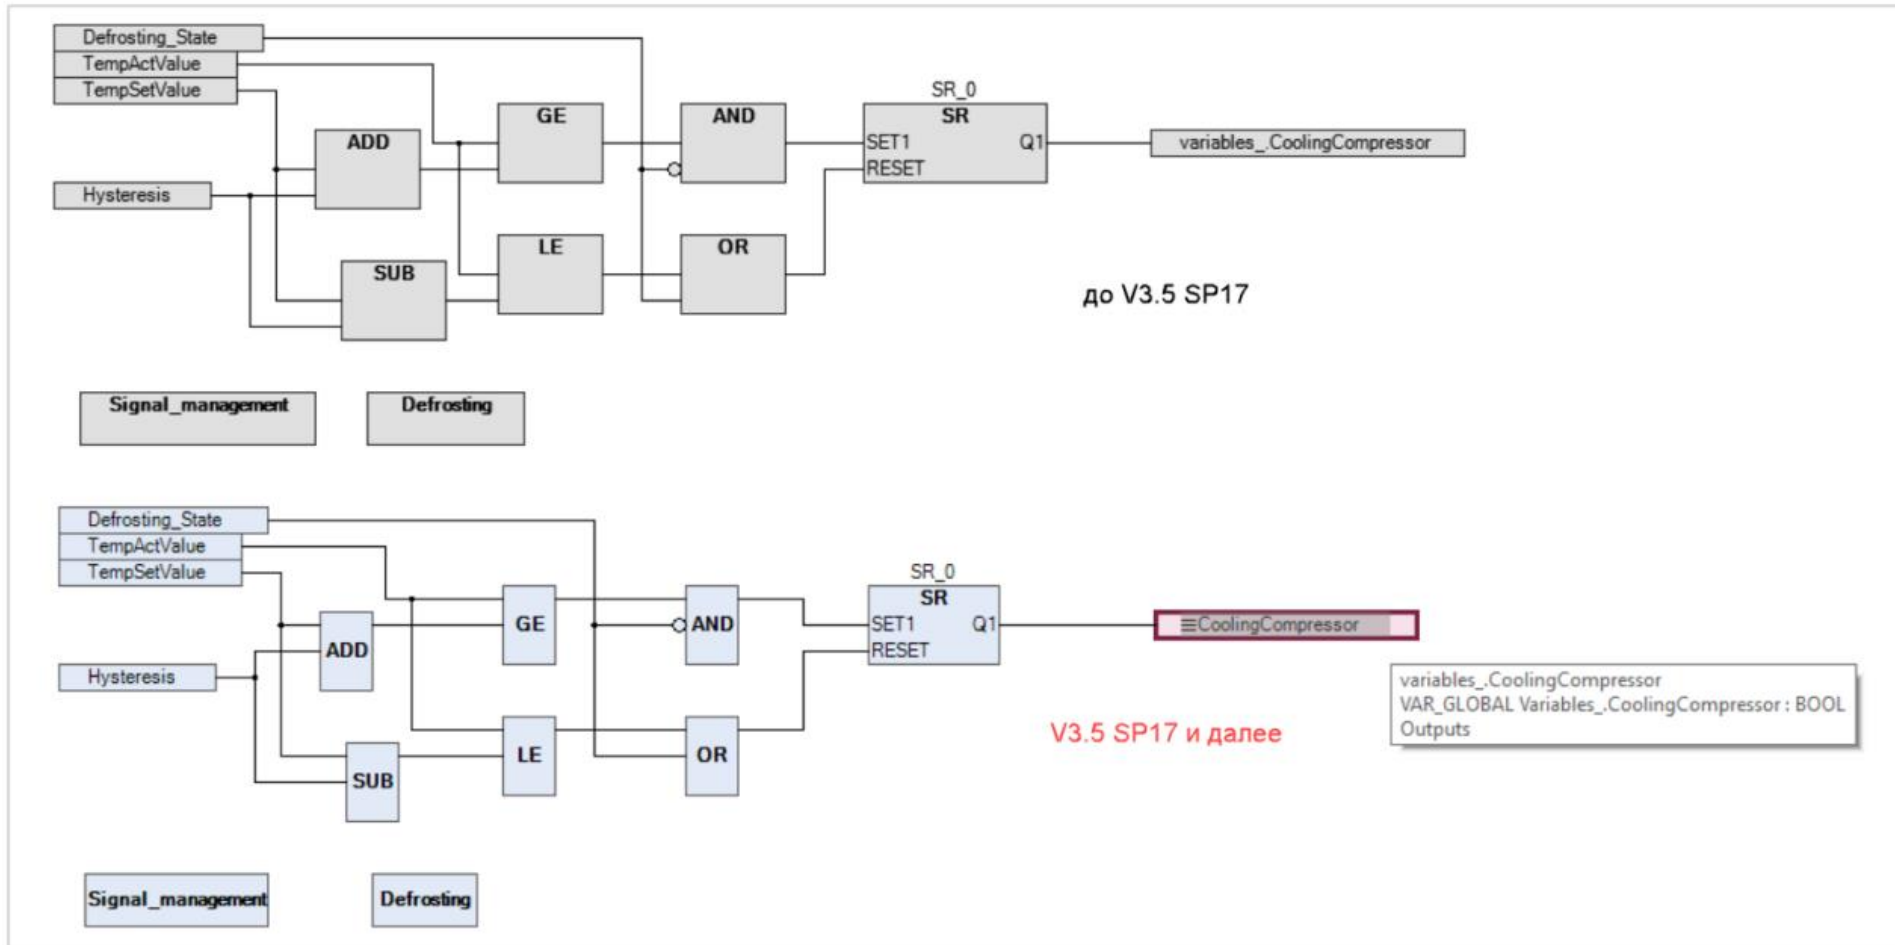 Defrosting_State
TempActValue
TempSetValue
SR_0
GE
AND
SR
ADD
SET1
Q1
variables_.CoolingCompressor
RESET
Hysteresis
LE
OR
SUB
до V3.5 SP17
Signal_management
Defrosting
Defrosting_State
TempActValue
TempSetValue
SR_0
SR
GE
AND
SET1
Q1
≡CoolingCompressor
ADD
RESET
Hysteresis
variables_.CoolingCompressor
VAR_GLOBAL Variables_.CoolingCompressor : BOOL
Outputs
V3.5 SP17 и далее
LE
OR
SUB
Signal_management
Defrosting